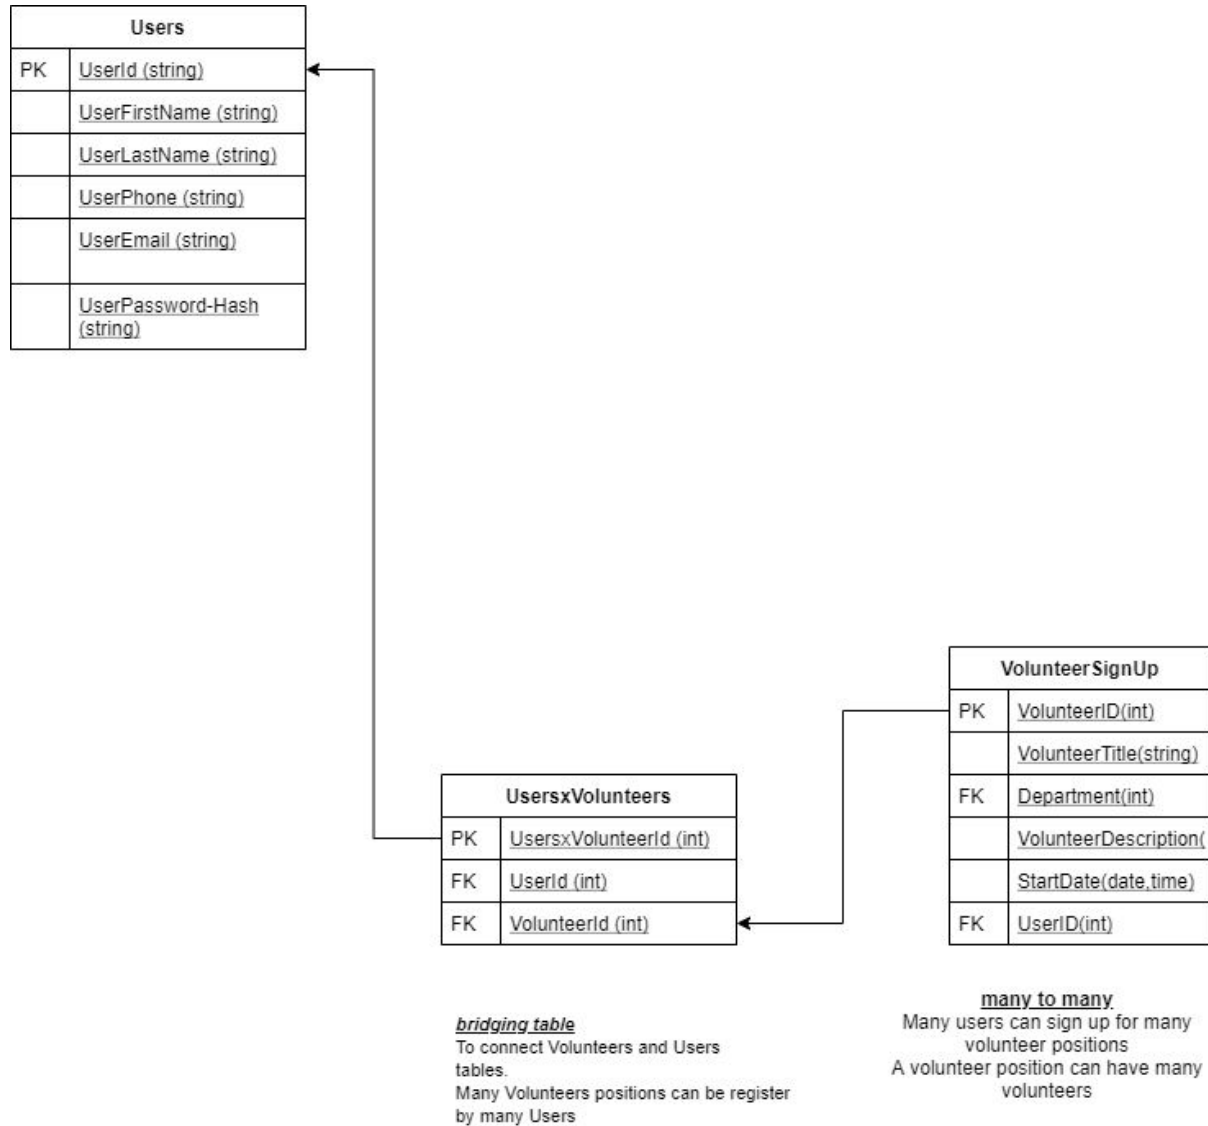 Users
PK UserId (string)
UserFirstName (string)
UserLastName (string)
UserPhone (string)
UserEmail (string)
UserPassword-Hash
(string)
UsersxVolunteers
PK UsersxVolunteerId (int)
FK UserId (int)
FK VolunteerId (int)
bridging table
To connect Volunteers and Users
tables.
Many Volunteers positions can be register
by many Users
VolunteerSignUp
PK VolunteerID(int)
VolunteerTitle(string)
FK Department(int)
VolunteerDescription(
StartDate(date,time)
FK UserID(int)
many to many
Many users can sign up for many
volunteer positions
A volunteer position can have many
volunteers